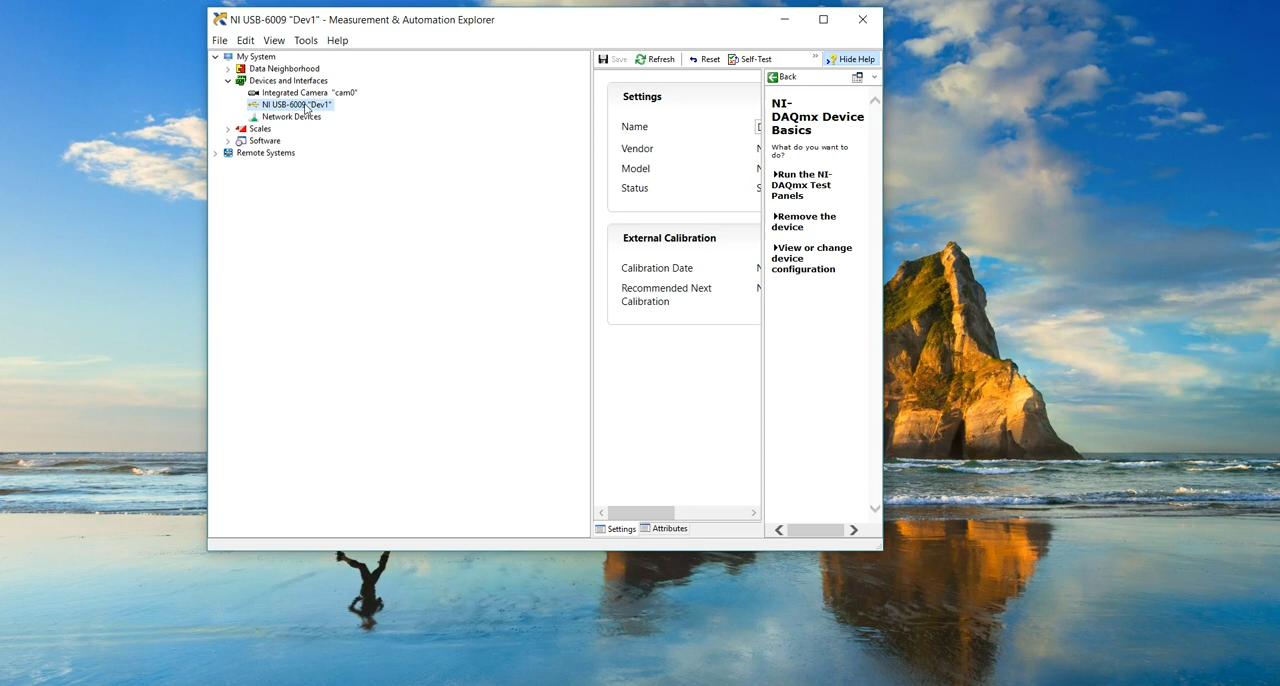 NI USB-6009 "Dev1" - Measurement & Automation Explorer
File Edit View Tools Help
My System
Data Neighborhood
Devices and Interfaces
Integrated Camera "cam0"
NI USB-6009 "Dev1"
Network Devices
Scales
Software
Remote Systems
Save Refresh Reset Self-Test » Hide Help
Settings
Name
Vendor
Model
Status
External Calibration
Calibration Date
Recommended Next
Calibration
Settings Attributes
Back
NI-
DAQmx Device
Basics
What do you want to
do?
Run the NI-
DAQmx Test
Panels
Remove the
device
View or change
device
configuration